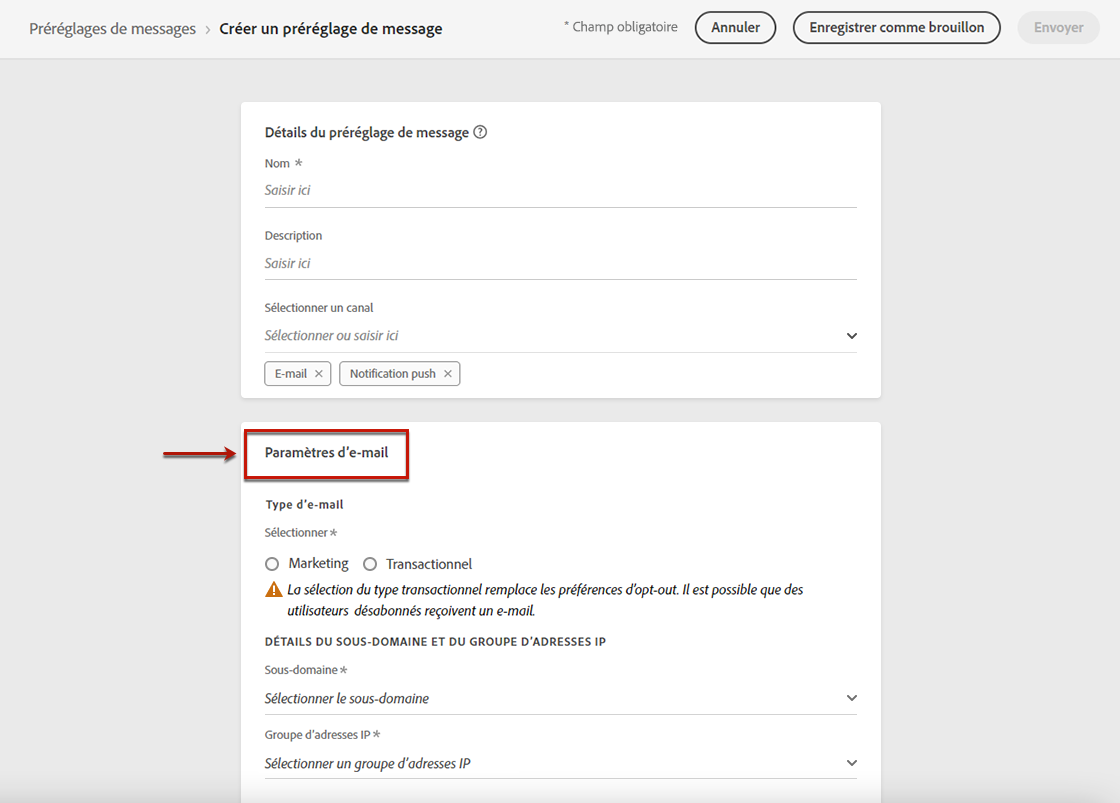 Préréglages de messages › Créer un préréglage de message
* Champ obligatoire
Annuler
Enregistrer comme brouillon
Envoyer
Détails du préréglage de message
Nom *
Saisir ici
Description
Saisir ici
Sélectionner un canal
Sélectionner ou saisir ici
E-mail × Notification push ×
Paramètres d’e-mail
Type d’e-mail
Sélectionner *
Marketing Transactionnel
La sélection du type transactionnel remplace les préférences d’opt-out. Il est possible que des
utilisateurs désabonnés reçoivent un e-mail.
DÉTAILS DU SOUS-DOMAINE ET DU GROUPE D’ADRESSES IP
Sous-domaine *
Sélectionner le sous-domaine
Groupe d’adresses IP *
Sélectionner un groupe d’adresses IP